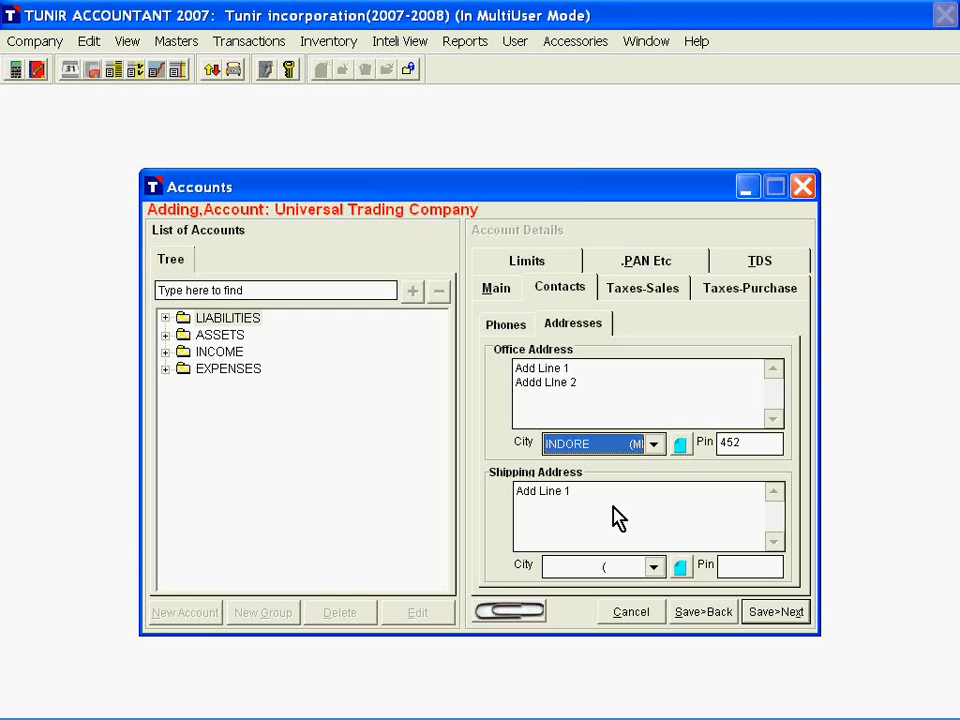 TUNIR ACCOUNTANT 2007: Tunir incorporation(2007-2008) (In MultiUser Mode)
Company Edit View Masters Transactions Inventory Inteli View Reports User Accessories Window Help
Accounts
Adding,Account: Universal Trading Company
List of Accounts
Account Details
Tree
Limits .PAN Etc TDS
Main Contacts Taxes-Sales Taxes-Purchase
Type here to find
LIABILITIES
ASSETS
INCOME
EXPENSES
Phones Addresses
Office Address
Add Line 1
Addd LIne 2
City INDORE (MI Pin 452
Shipping Address
Add Line 1
City ( Pin
New Account New Group Delete Edit
Cancel Save>Back Save>Next